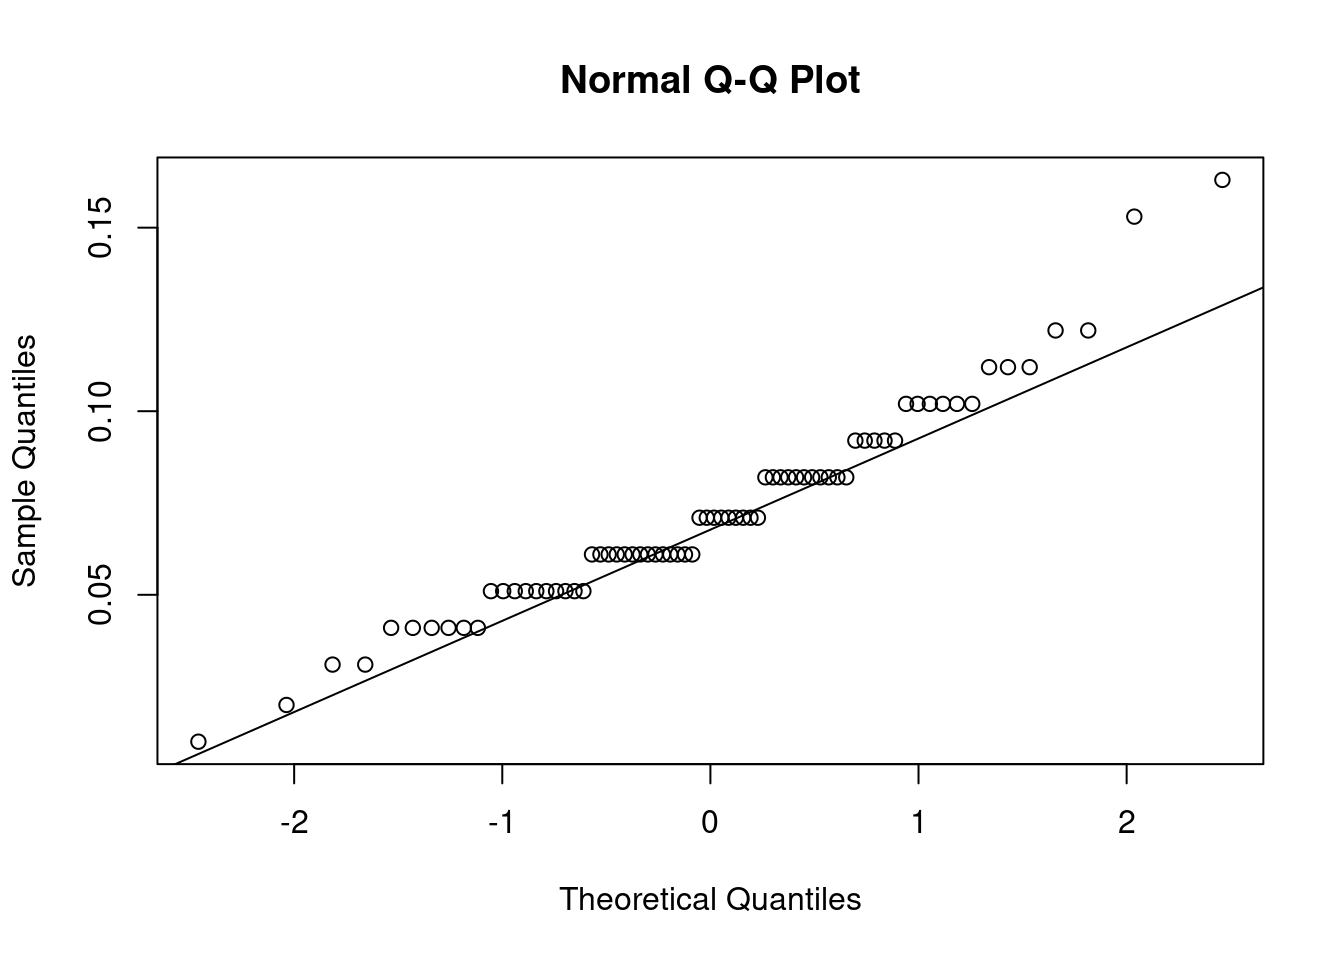 Normal Q-Q Plot
0.15
0.10
0.05
Sample Quantiles
-2 -1 0 1 2
Theoretical Quantiles